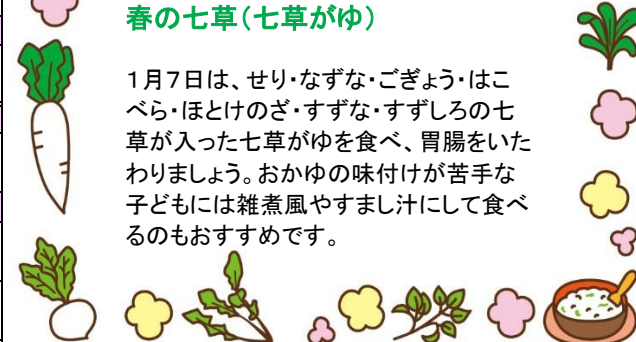 春の七草（七草がゆ）
１月７日は、せり・なずな・ごぎょう・はこ
べら・ほとけのざ・すずな・すずしろの七
草が入った七草がゆを食べ、胃腸をいた
わりましょう。おかゆの味付けが苦手な
子どもには雑煮風やすまし汁にして食べ
るのもおすすめです。